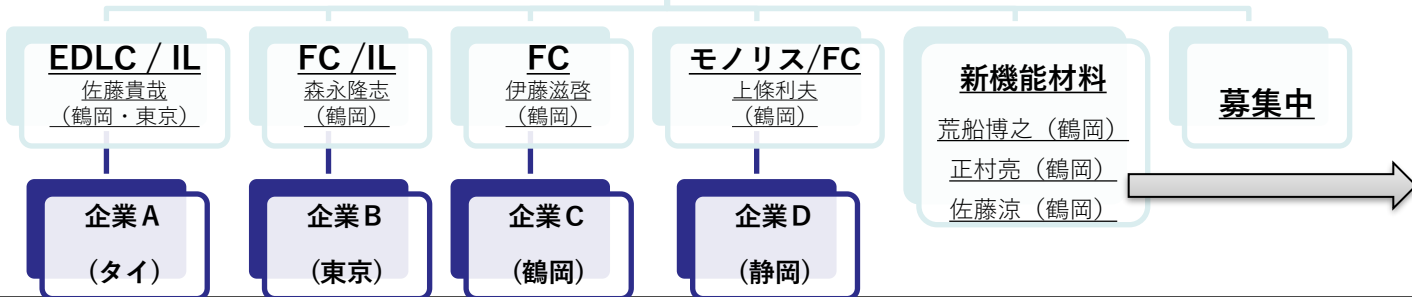 EDLC / IL
佐藤貴哉
（鶴岡・東京）
FC /IL
森永隆志
（鶴岡）
FC
伊藤滋啓
（鶴岡）
モノリス/FC
上條利夫
（鶴岡）
新機能材料
荒船博之（鶴岡）
正村亮（鶴岡）
佐藤涼（鶴岡）
募集中
企業A
（タイ）
企業B
（東京）
企業C
（鶴岡）
企業D
（静岡）